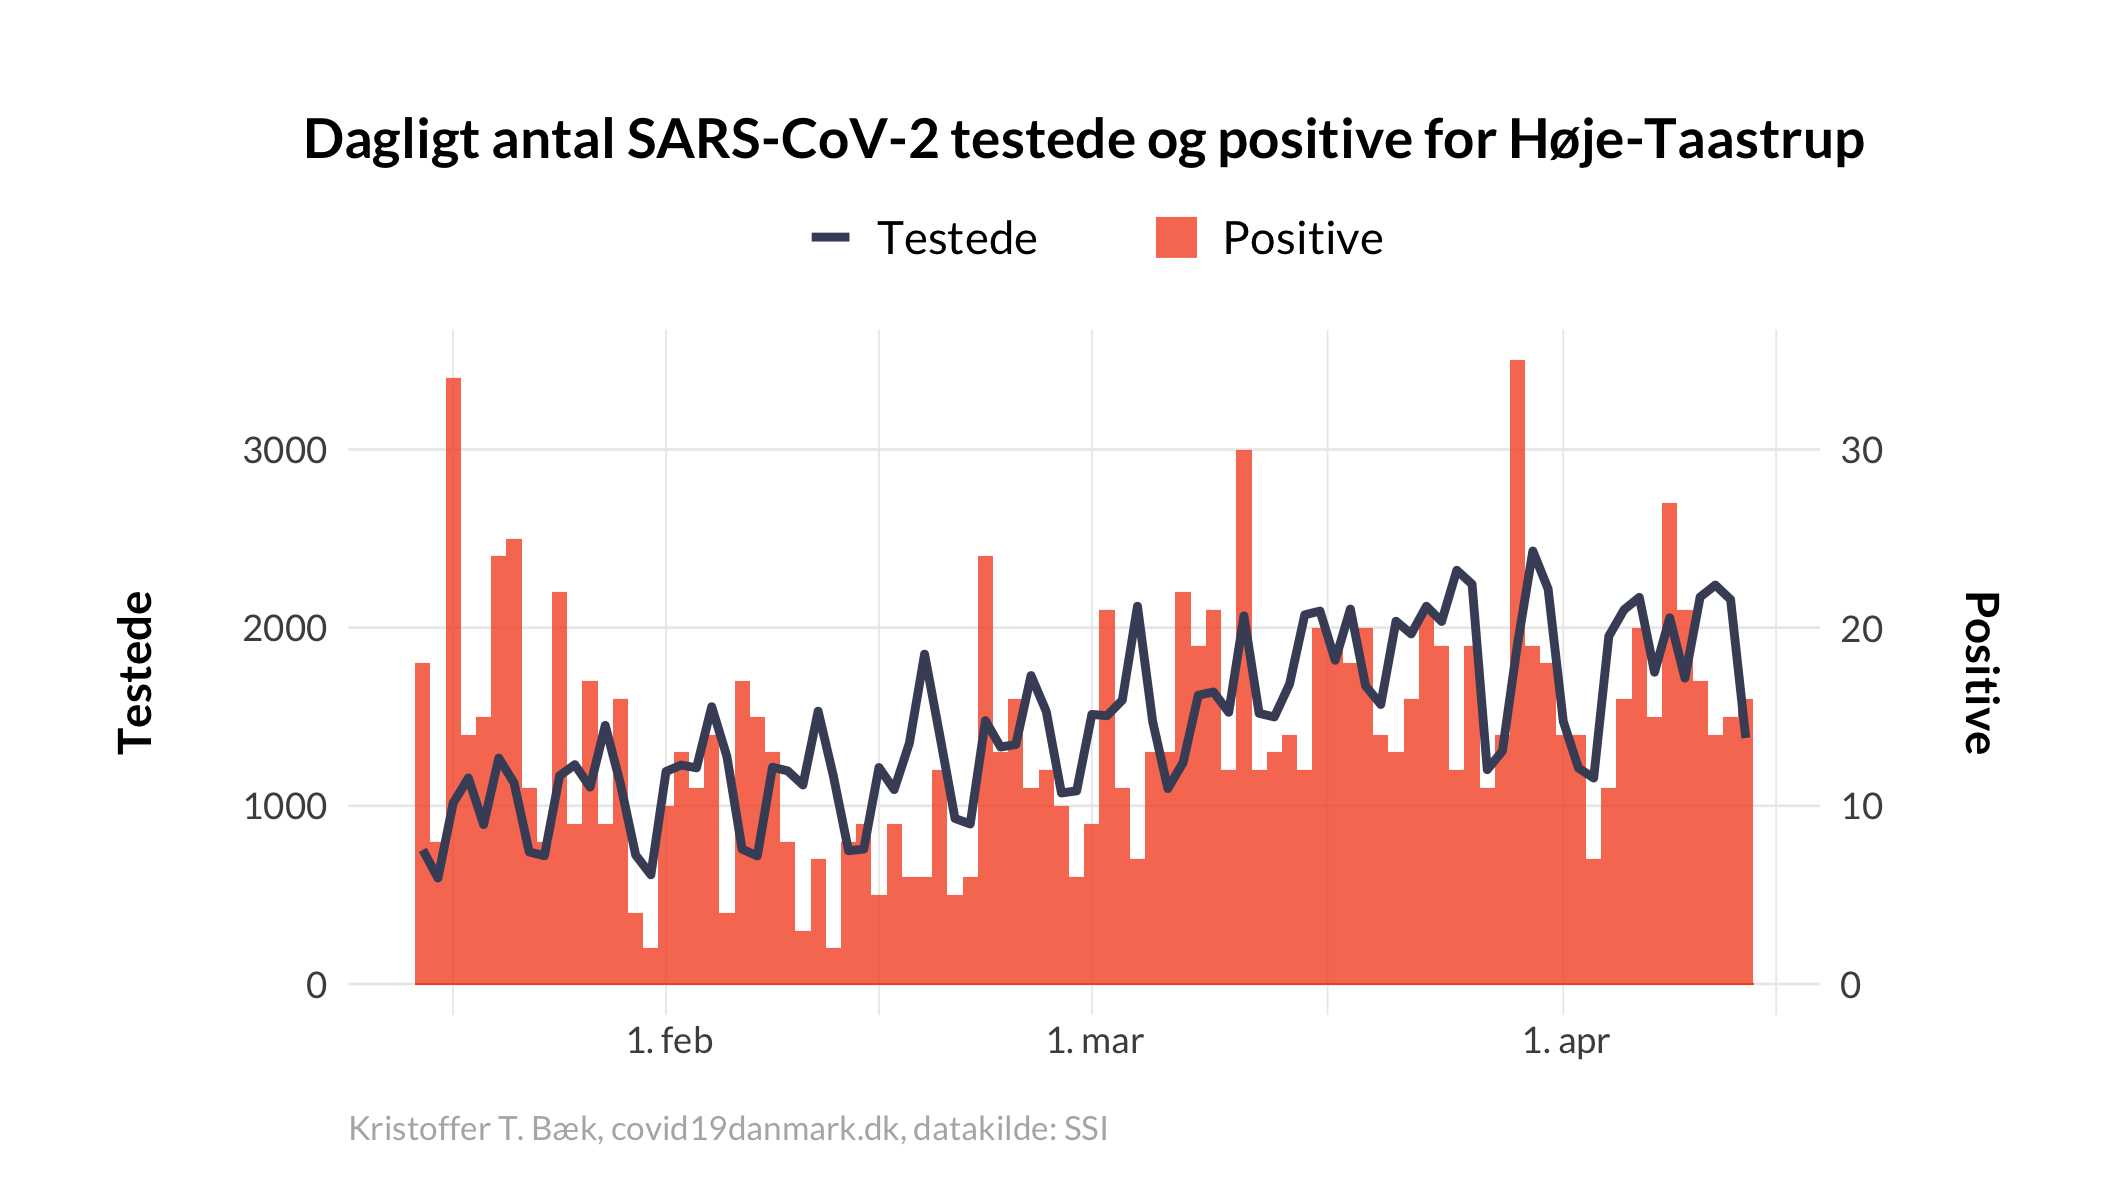 Dagligt antal SARS-CoV-2 testede og positive for Høje-Taastrup
Testede
Positive
3000
2000
1000
0
Testede
30
20
10
0
Positive
1. feb
1. mar
1. apr
Kristoffer T. Bæk, covid19danmark.dk, datakilde: SSI